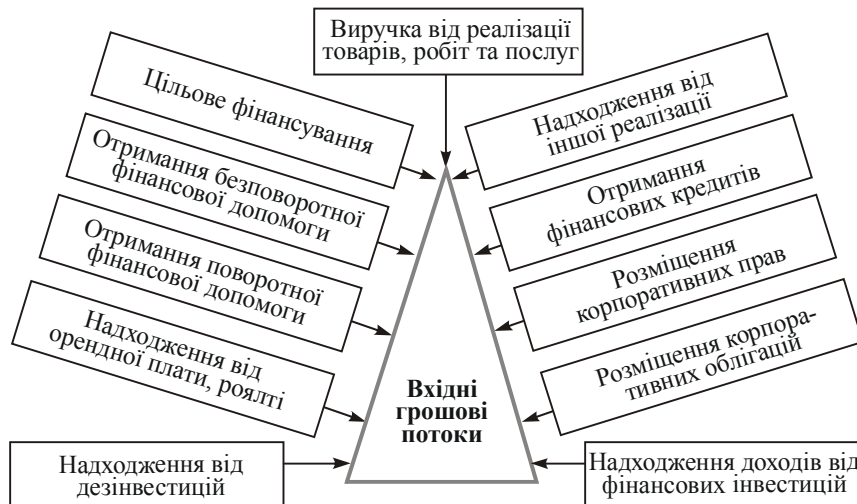 Виручка від реалізації
товарів, робіт та послуг
Цільове фінансування
Отримання безповоротної
фінансової допомоги
Отримання поворотної
фінансової допомоги
Надходження від
орендної плати, роялті
Надходження від
дезінвестицій
Надходження від
іншої реалізації
Отримання
фінансових кредитів
Розміщення
корпоративних прав
Розміщення корпора-
тивних облігацій
Надходження доходів від
фінансових інвестицій
Вхідні
грошові
потоки